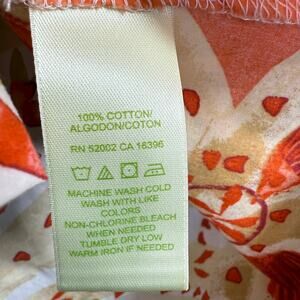 100% COTTON/
ALGODON/COTON
RN 52002 CA 16396
MACHINE WASH COLD
WASH WITH LIKE
COLORS
NON-CHLORINE BLEACH
WHEN NEEDED
TUMBLE DRY LOW
WARM IRON IF NEEDED